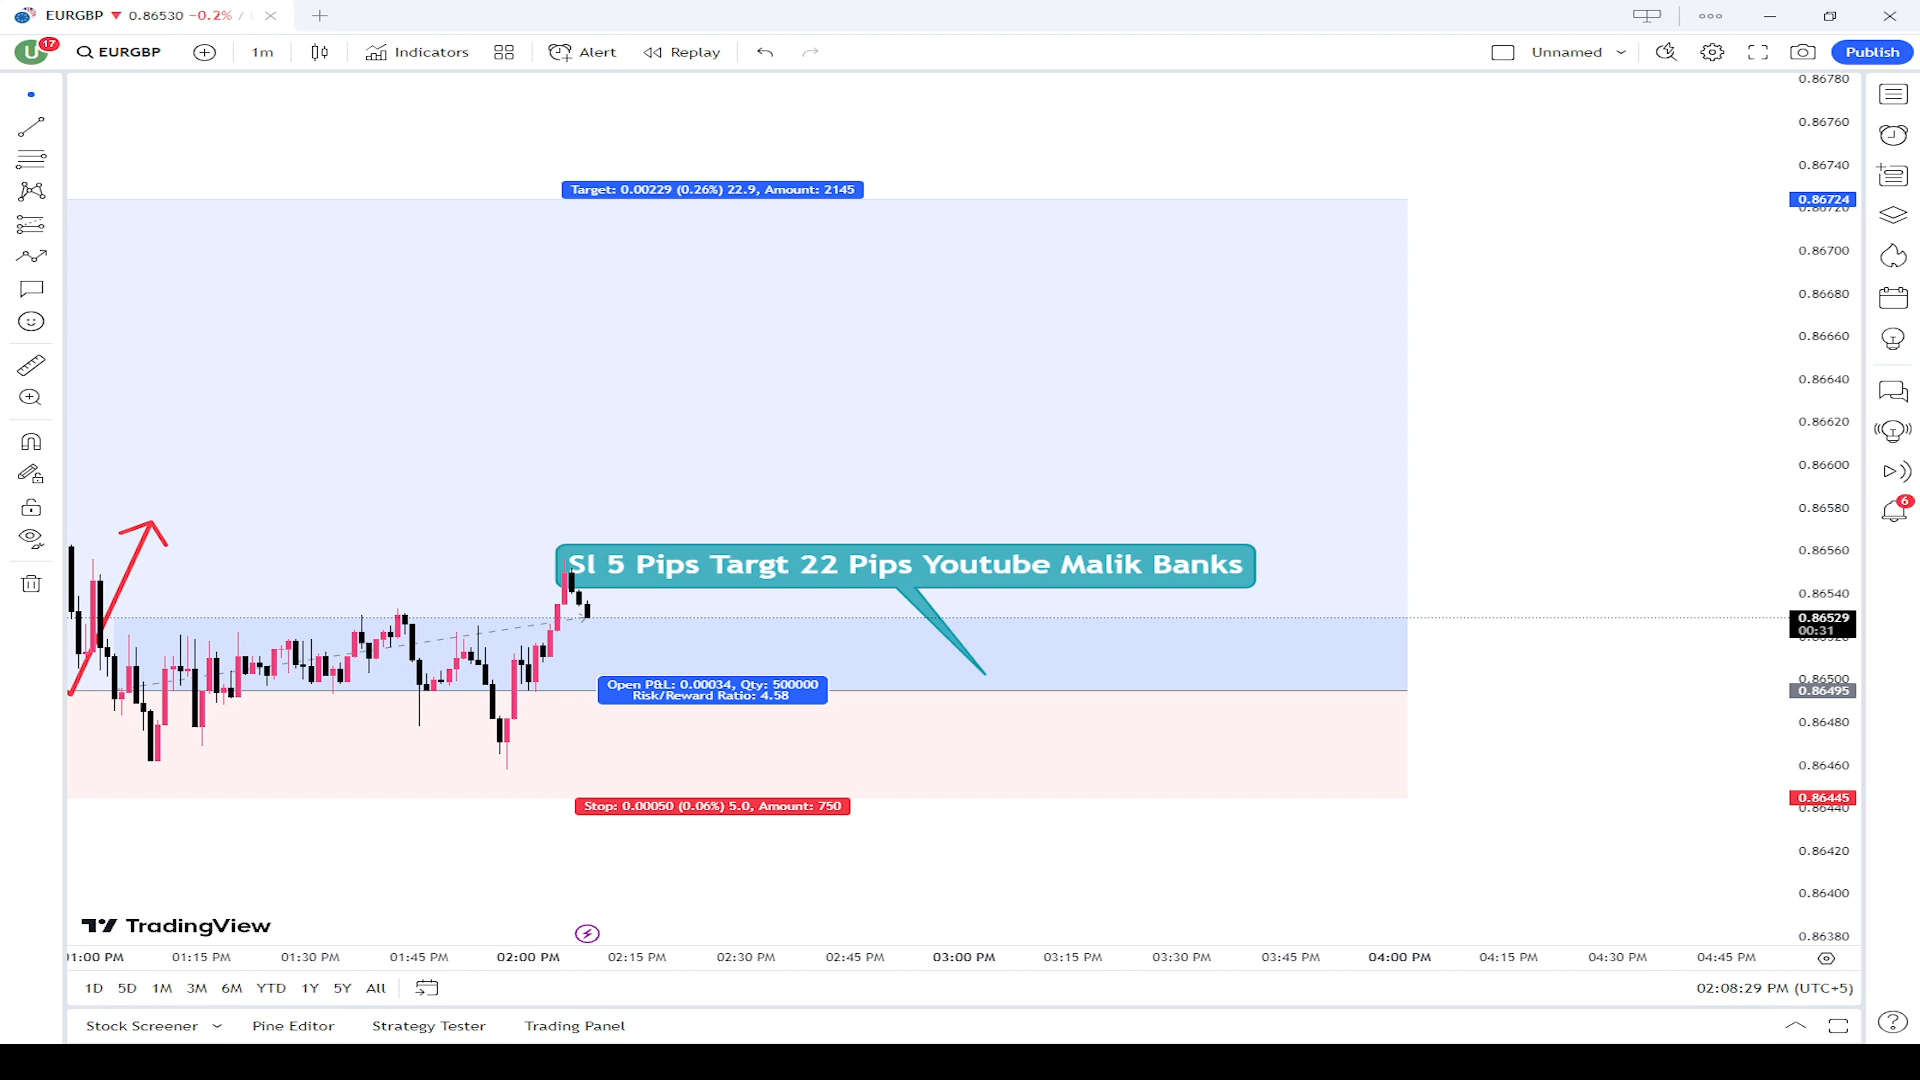 EURGBP ▼ 0.86530 −0.2% /
U 17 EURGBP 1m Indicators Alert Replay Unnamed Publish
0.86780
0.86760
0.86740
Target: 0.00229 (0.26%) 22.9, Amount: 2145
0.86724
0.86700
0.86680
0.86660
0.86640
0.86620
0.86600
6
0.86580
0.86560
Sl 5 Pips Targt 22 Pips Youtube Malik Banks
0.86540
0.86529
00:31
0.86500
Open P&L: 0.00034, Qty: 500000
Risk/Reward Ratio: 4.58
0.86495
0.86480
0.86460
0.86445
Stop: 0.00050 (0.06%) 5.0, Amount: 750
0.86440
0.86420
0.86400
TradingView
0.86380
1:00 PM 01:15 PM 01:30 PM 01:45 PM 02:00 PM 02:15 PM 02:30 PM 02:45 PM 03:00 PM 03:15 PM 03:30 PM 03:45 PM 04:00 PM 04:15 PM 04:30 PM 04:45 PM
1D 5D 1M 3M 6M YTD 1Y 5Y All 02:08:29 PM (UTC+5)
Stock Screener Pine Editor Strategy Tester Trading Panel